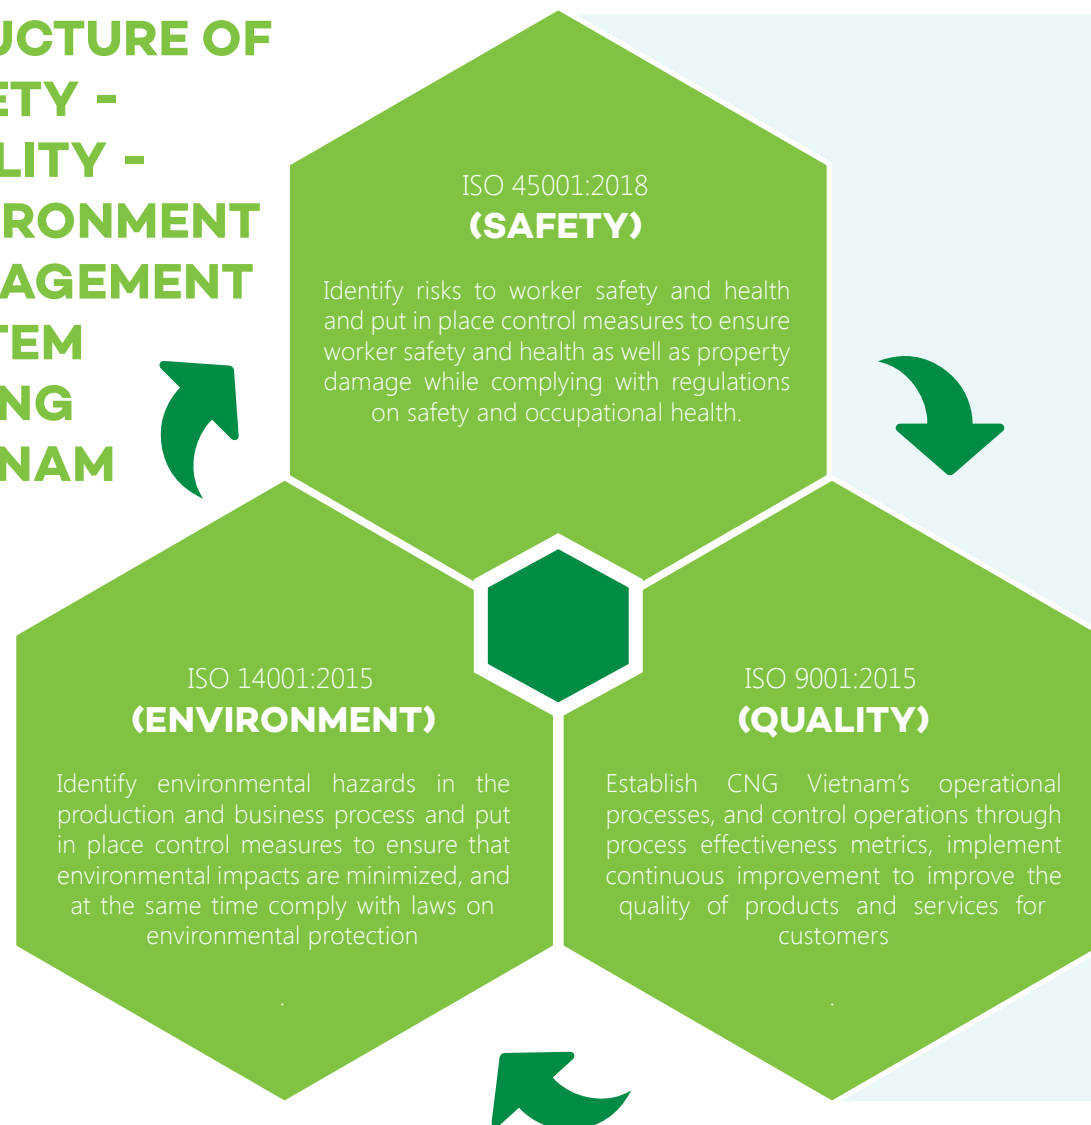 UCTURE OF
ETY -
LITY -
RONMENT
AGEMENT
TEM
NG
NAM
ISO 45001:2018
(SAFETY)
Identify risks to worker safety and health
and put in place control measures to ensure
worker safety and health as well as property
damage while complying with regulations
on safety and occupational health.
ISO 14001:2015
(ENVIRONMENT)
Identify environmental hazards in the
production and business process and put
in place control measures to ensure that
environmental impacts are minimized, and
at the same time comply with laws on
environmental protection
.
ISO 9001:2015
(QUALITY)
Establish CNG Vietnam’s operational
processes, and control operations through
process effectiveness metrics, implement
continuous improvement to improve the
quality of products and services for
customers
.